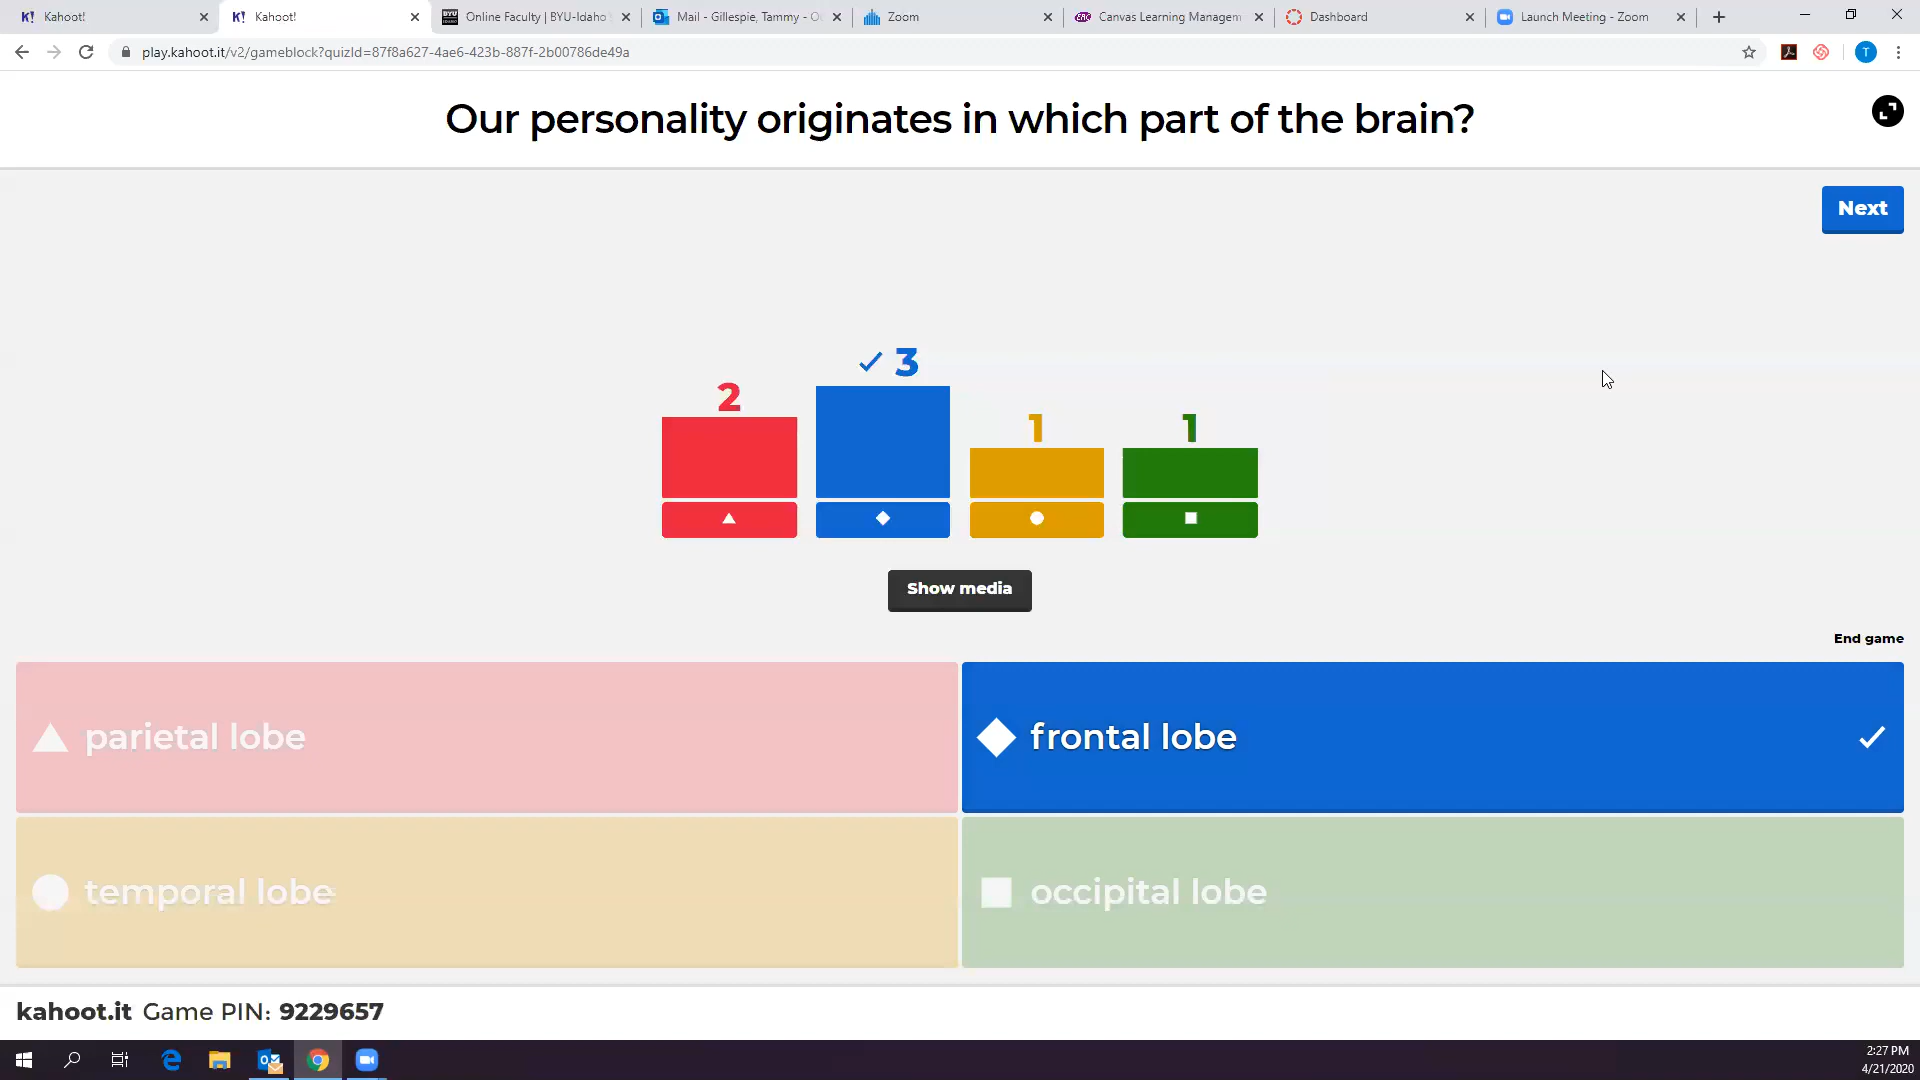 K! Kahoot!
K! Kahoot!
BYU Online Faculty | BYU-Idaho
Mail - Gillespie, Tammy - O
Zoom
Canvas Learning Managem
Dashboard
Launch Meeting - Zoom
play.kahoot.it/v2/gameblock?quizId=87f8a627-4ae6-423b-887f-2b00786de49a
T
Our personality originates in which part of the brain?
Next
2
3
1
1
Show media
End game
parietal lobe
frontal lobe
temporal lobe
occipital lobe
kahoot.it Game PIN: 9229657
2:27 PM
4/21/2020